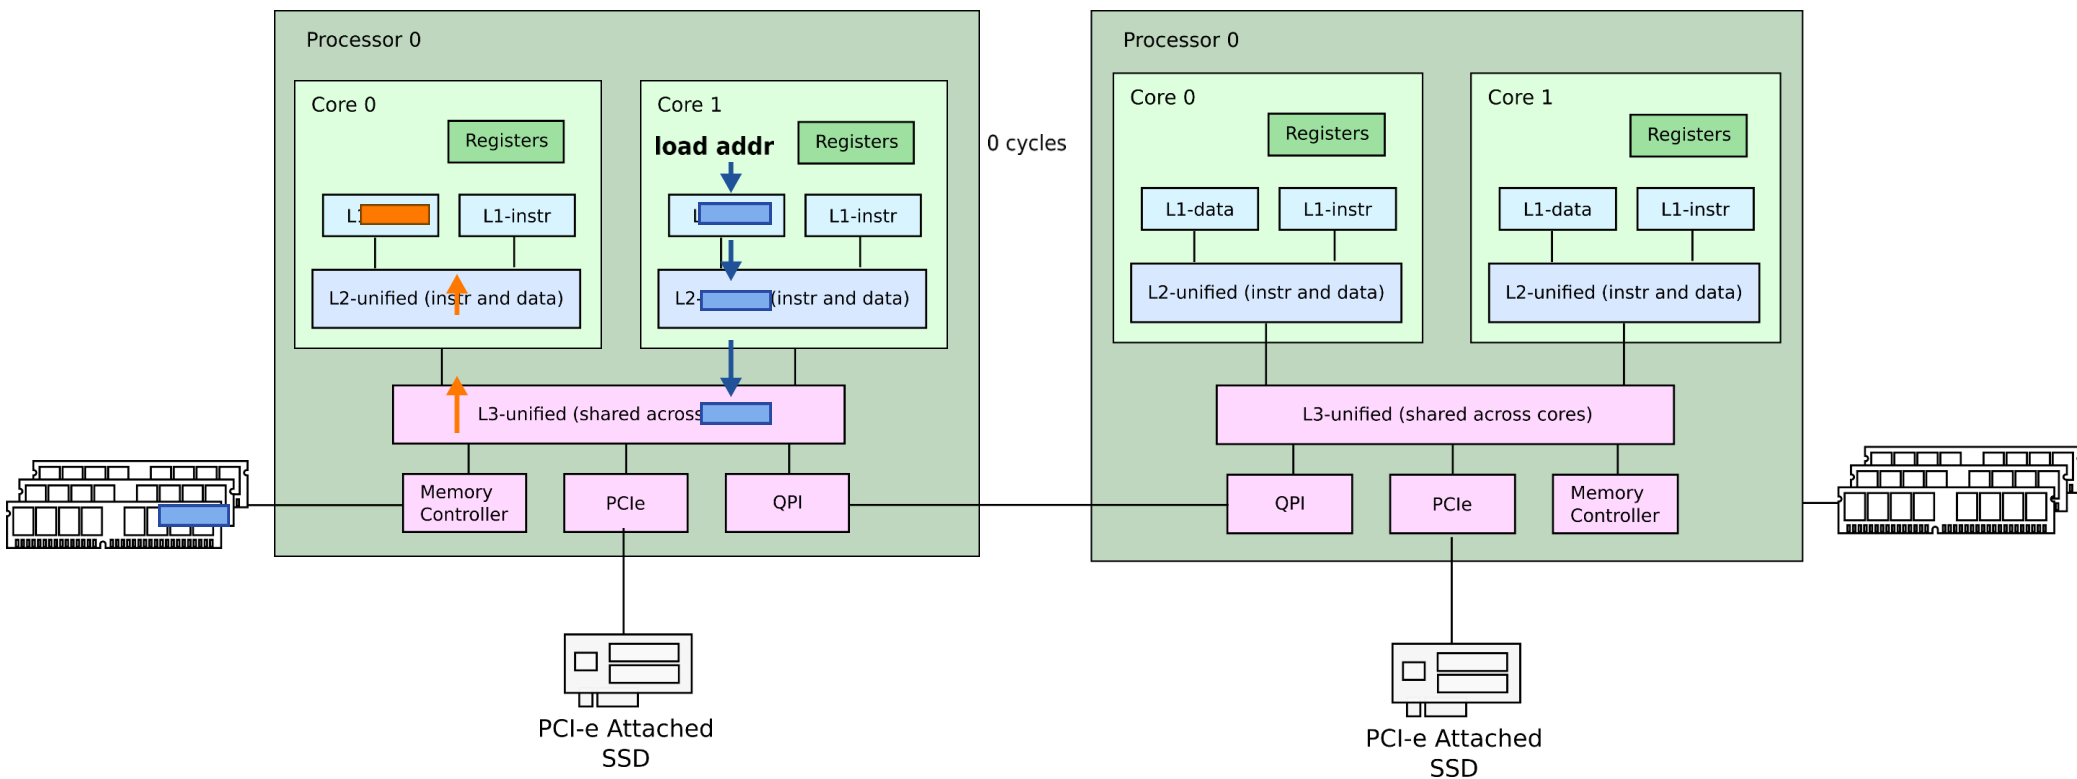 Processor 0
Core 0
Registers
L1-instr
L2-unified (instr and data)
Core 1
load addr
Registers
L1-instr
L2- (instr and data)
L3-unified (shared across
Memory
Controller
PCIe
QPI
PCI-e Attached
SSD
0 cycles
Processor 0
Core 0
Registers
L1-data
L1-instr
L2-unified (instr and data)
Core 1
Registers
L1-data
L1-instr
L2-unified (instr and data)
L3-unified (shared across cores)
QPI
PCIe
Memory
Controller
PCI-e Attached
SSD